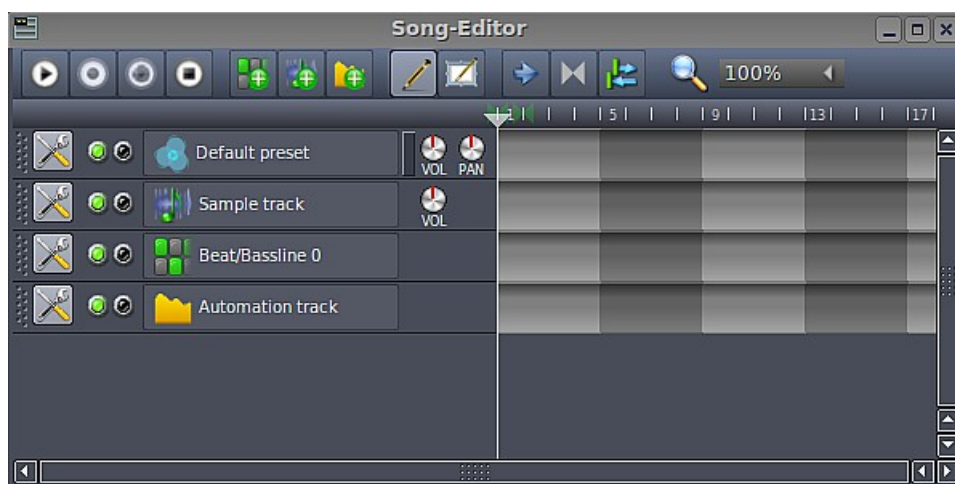 Song-Editor
100%
1 5 9 13 17
Default preset
VOL PAN
Sample track
VOL
Beat/Bassline 0
Automation track